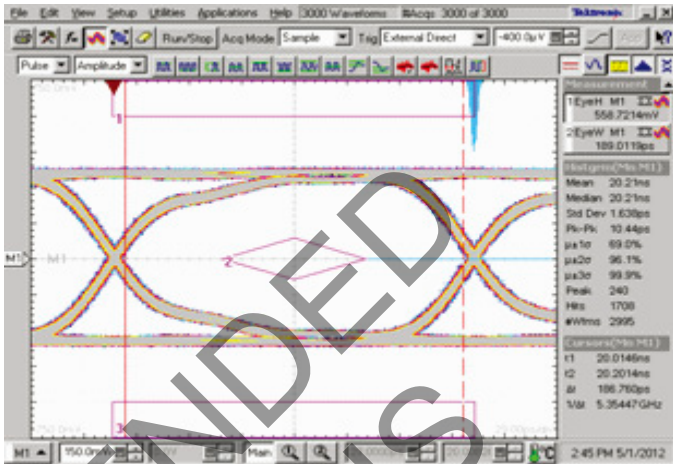 File Edit View Setup Utilities Applications Help 3000 Waveforms #Acqs 3000 of 3000 Tektronix
Run/Stop Acq Mode Sample Trig External Direct -400.0µV
Pulse Amplitude
Measurement
1 EyeH M1
558.7214mV
2 EyeW M1
189.0119ps
Mean 20.21ns
Median 20.21ns
Std Dev 1.638ps
Pk-Pk 10.44ps
µ±1σ 69.0%
µ±2σ 96.1%
µ±3σ 99.9%
Peak 240
Hits 1708
#Wfms 2995
Cursors(Mn M1)
t1 20.0146ns
t2 20.2014ns
Δt 186.760ps
1/Δt 5.35447GHz
1
M1 M1
2
3
M1 150.0mV Main
2:45 PM 5/1/2012
ENDED